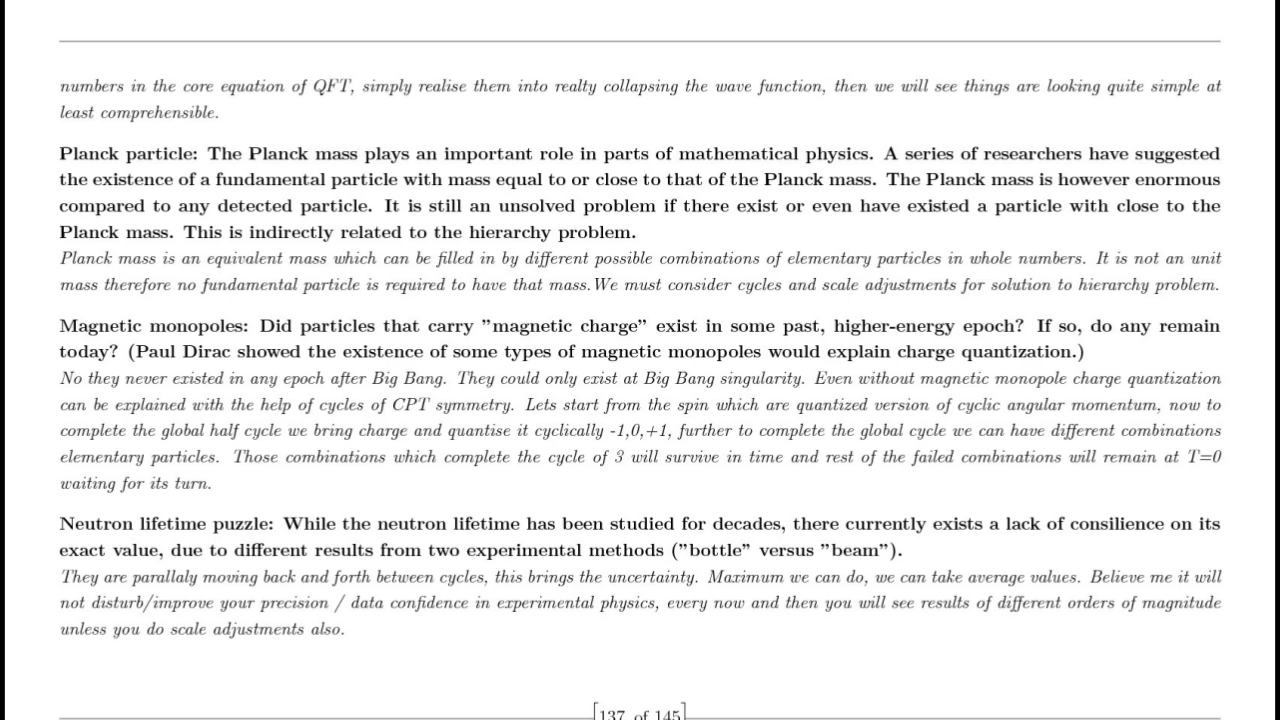 numbers in the core equation of QFT, simply realise them into realty collapsing the wave function, then we will see things are looking quite simple at
least comprehensible.
Planck particle: The Planck mass plays an important role in parts of mathematical physics. A series of researchers have suggested
the existence of a fundamental particle with mass equal to or close to that of the Planck mass. The Planck mass is however enormous
compared to any detected particle. It is still an unsolved problem if there exist or even have existed a particle with close to the
Planck mass. This is indirectly related to the hierarchy problem.
Planck mass is an equivalent mass which can be filled in by different possible combinations of elementary particles in whole numbers. It is not an unit
mass therefore no fundamental particle is required to have that mass.We must consider cycles and scale adjustments for solution to hierarchy problem.
Magnetic monopoles: Did particles that carry ”magnetic charge” exist in some past, higher-energy epoch? If so, do any remain
today? (Paul Dirac showed the existence of some types of magnetic monopoles would explain charge quantization.)
No they never existed in any epoch after Big Bang. They could only exist at Big Bang singularity. Even without magnetic monopole charge quantization
can be explained with the help of cycles of CPT symmetry. Lets start from the spin which are quantized version of cyclic angular momentum, now to
complete the global half cycle we bring charge and quantise it cyclically -1,0,+1, further to complete the global cycle we can have different combinations
elementary particles. Those combinations which complete the cycle of 3 will survive in time and rest of the failed combinations will remain at T=0
waiting for its turn.
Neutron lifetime puzzle: While the neutron lifetime has been studied for decades, there currently exists a lack of consilience on its
exact value, due to different results from two experimental methods (”bottle” versus ”beam”).
They are parallaly moving back and forth between cycles, this brings the uncertainty. Maximum we can do, we can take average values. Believe me it will
not disturb/improve your precision / data confidence in experimental physics, every now and then you will see results of different orders of magnitude
unless you do scale adjustments also.
[137 of 145]